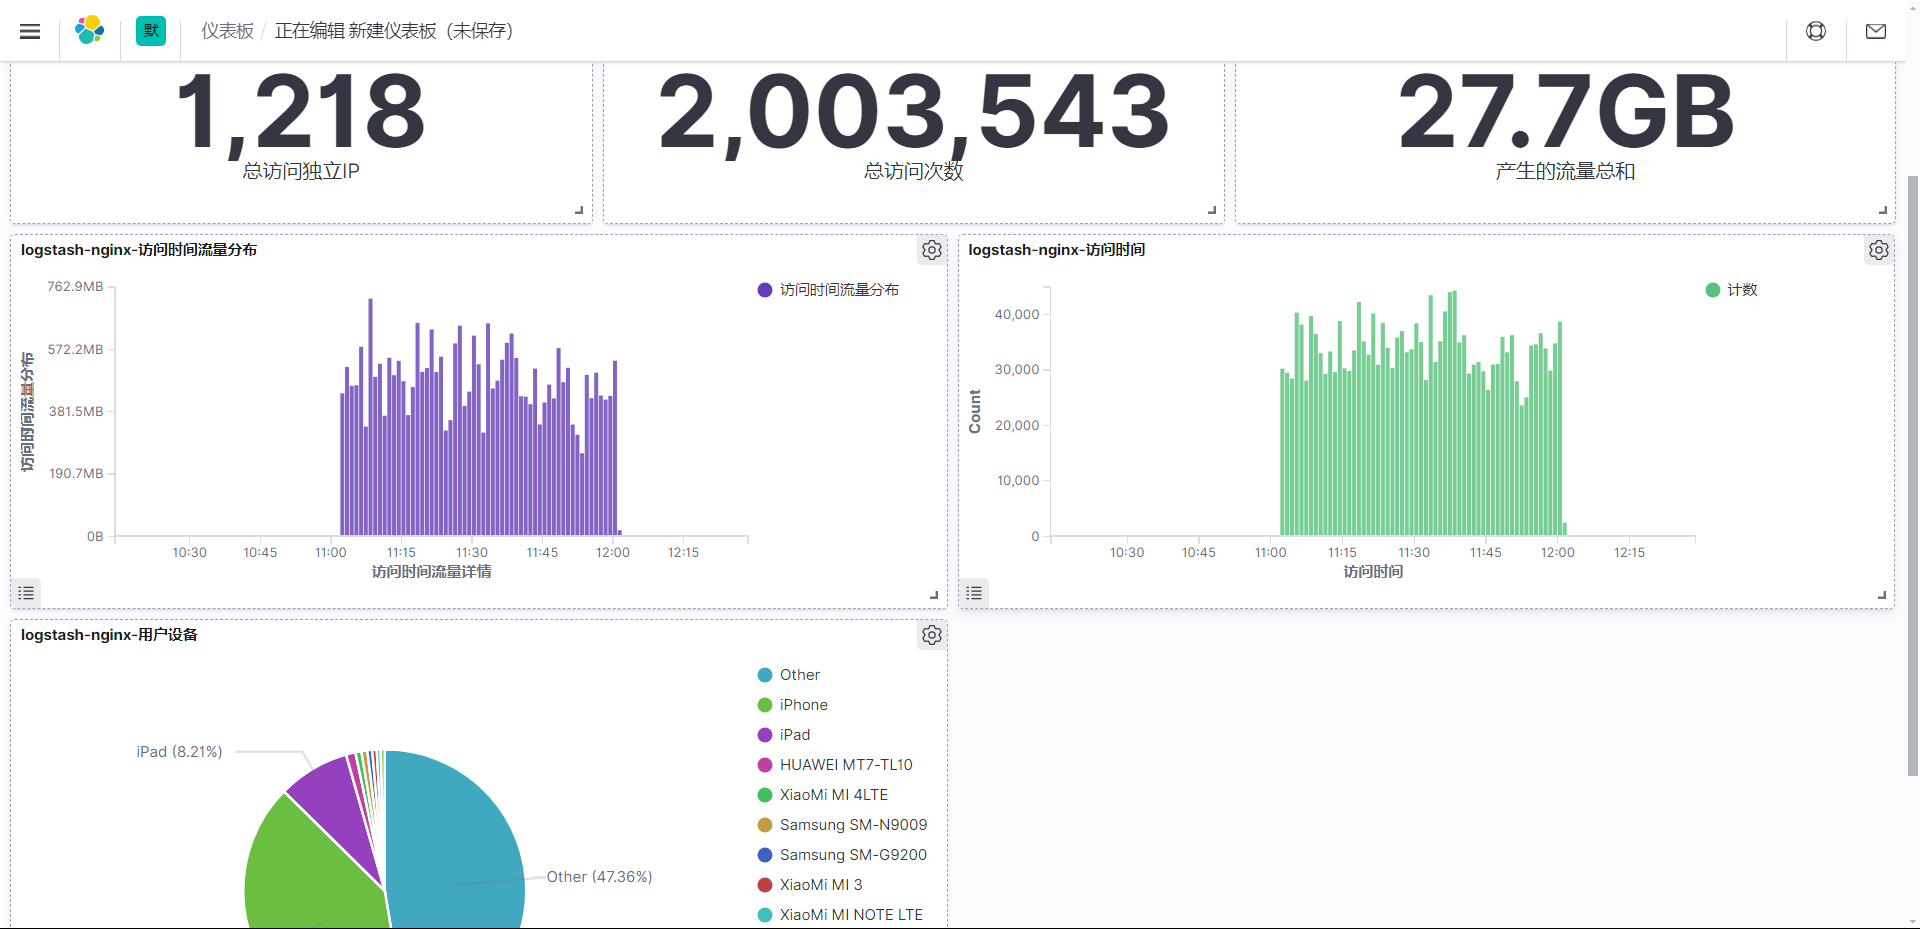 默
仪表板 / 正在编辑 新建仪表板（未保存）
1,218
总访问独立IP
2,003,543
总访问次数
27.7GB
产生的流量总和
logstash-nginx-访问时间流量分布
访问时间流量分布
762.9MB
572.2MB
381.5MB
190.7MB
0B
访问时间流量分布
10:30 10:45 11:00 11:15 11:30 11:45 12:00 12:15
访问时间流量详情
logstash-nginx-访问时间
计数
40,000
30,000
20,000
10,000
0
Count
10:30 10:45 11:00 11:15 11:30 11:45 12:00 12:15
访问时间
logstash-nginx-用户设备
iPad (8.21%)
Other (47.36%)
Other
iPhone
iPad
HUAWEI MT7-TL10
XiaoMi MI 4LTE
Samsung SM-N9009
Samsung SM-G9200
XiaoMi MI 3
XiaoMi MI NOTE LTE